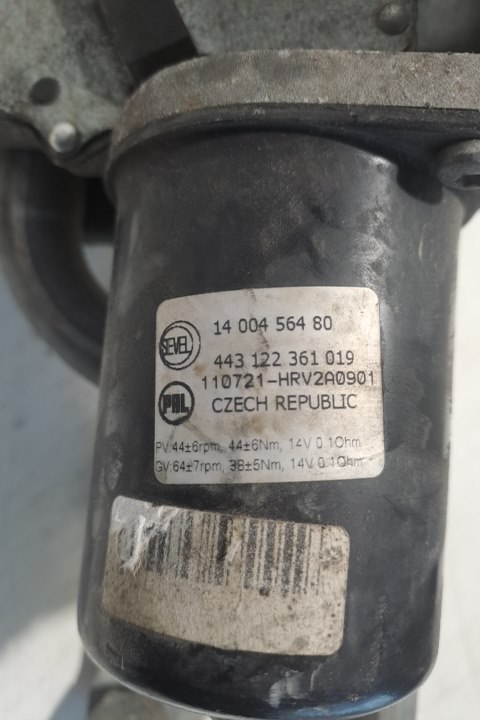 SEVEL
14 004 564 80
443 122 361 019
110721-HRV2A0901
PAL
CZECH REPUBLIC
PV:44±6rpm, 44±6Nm, 14V 0.1Ohm
GV:64±7rpm, 38±5Nm, 14V 0.1Ohm